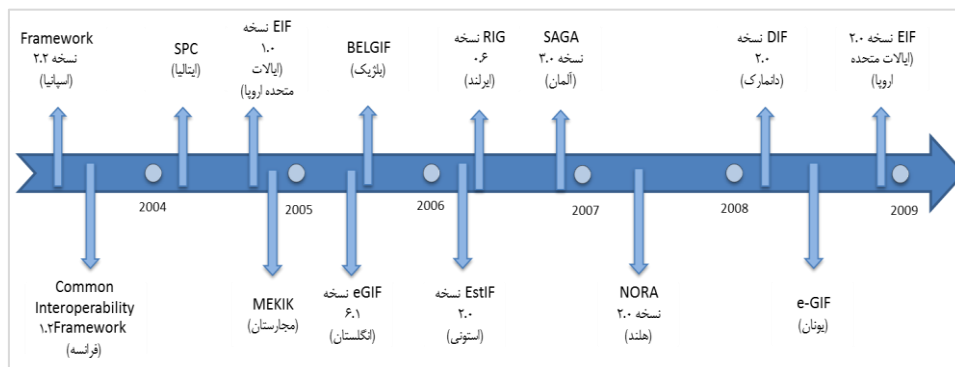 Framework
نسخه ۲.۲
(اسپانیا)
SPC
(ایتالیا)
EIF نسخه
۱.۰
(ایالات
متحده اروپا)
BELGIF
(بلژیک)
RIG نسخه
۰.۶
(ایرلند)
SAGA
نسخه ۳.۰
(آلمان)
DIF نسخه
۲.۰
(دانمارک)
EIF نسخه ۲.۰
(ایالات متحده
اروپا)
2004
2005
2006
2007
2008
2009
Common
Interoperability
۱.۲Framework
(فرانسه)
MEKIK
(مجارستان)
eGIF نسخه
۶.۱
(انگلستان)
EstIF نسخه
۲.۰
(استونی)
NORA
نسخه ۲.۰
(هلند)
e-GIF
(یونان)